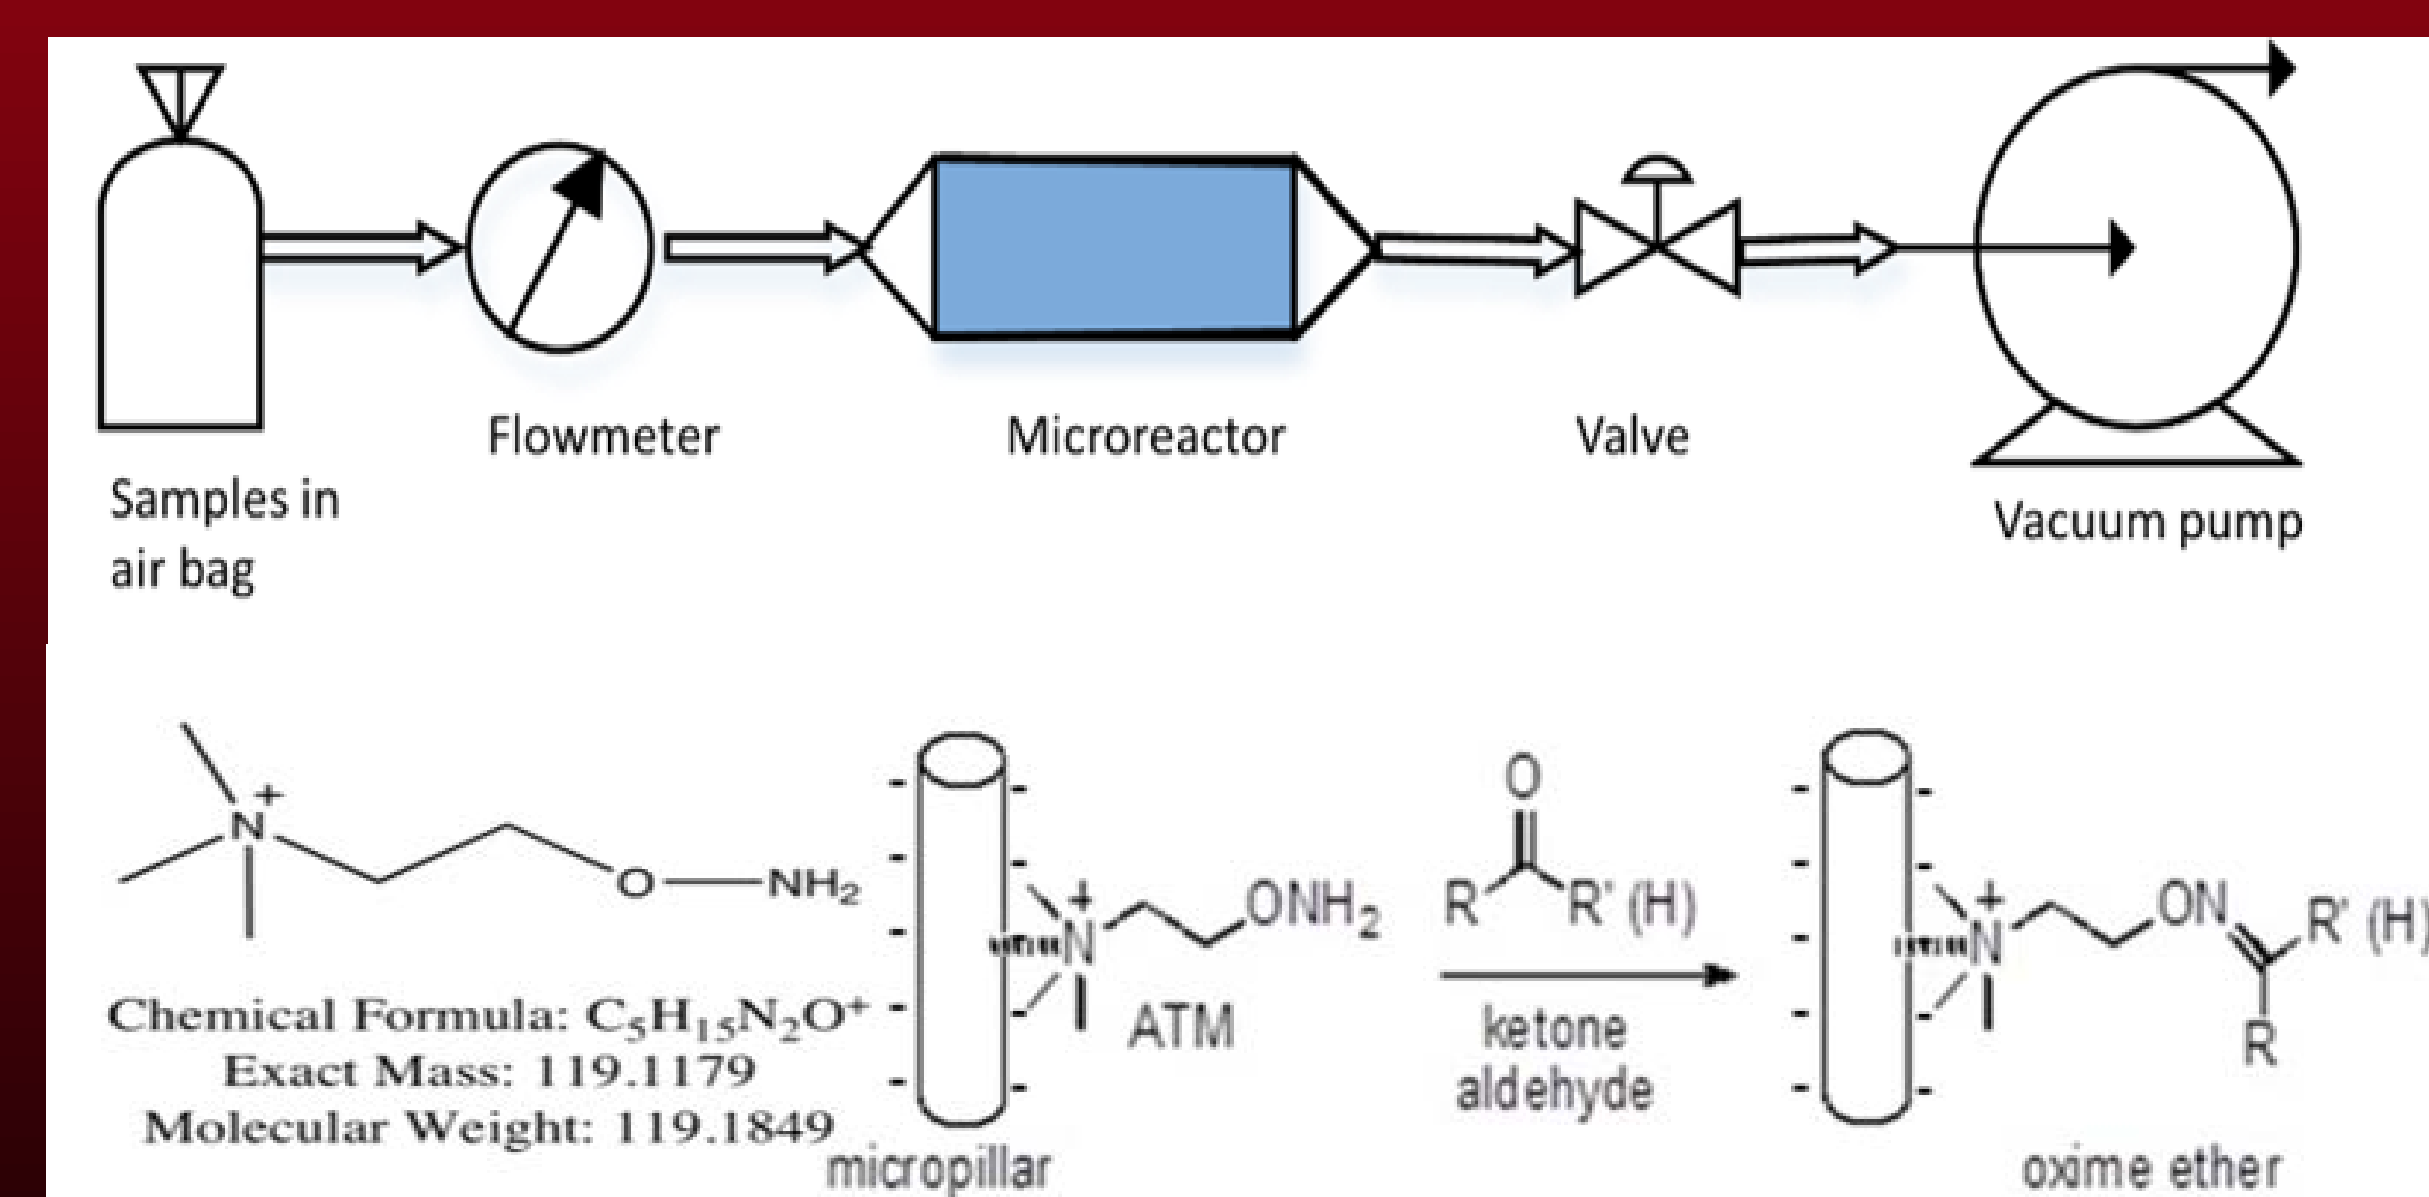 Samples in
air bag
Flowmeter
Microreactor
Valve
Vacuum pump
N +
O NH₂
Chemical Formula: C₅H₁₅N₂O⁺
Exact Mass: 119.1179
Molecular Weight: 119.1849
micropillar
+
N
ONH₂
ATM
O
R R' (H)
ketone
aldehyde
+
N
ON
R' (H)
R
oxime ether